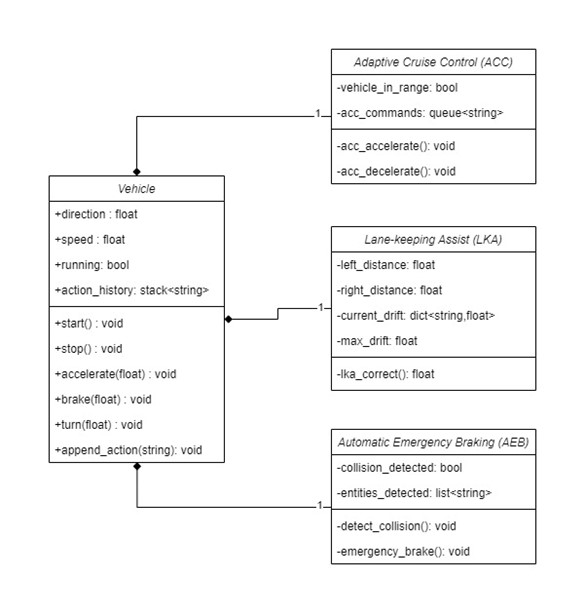 Adaptive Cruise Control (ACC)
-vehicle_in_range: bool
-acc_commands: queue<string>
-acc_accelerate(): void
-acc_decelerate(): void
1
Vehicle
+direction : float
+speed : float
+running: bool
+action_history: stack<string>
+start() : void
+stop() : void
+accelerate(float) : void
+brake(float) : void
+turn(float) : void
+append_action(string): void
Lane-keeping Assist (LKA)
-left_distance: float
-right_distance: float
-current_drift: dict<string,float>
-max_drift: float
-lka_correct(): float
1
Automatic Emergency Braking (AEB)
-collision_detected: bool
-entities_detected: list<string>
-detect_collision(): void
-emergency_brake(): void
1